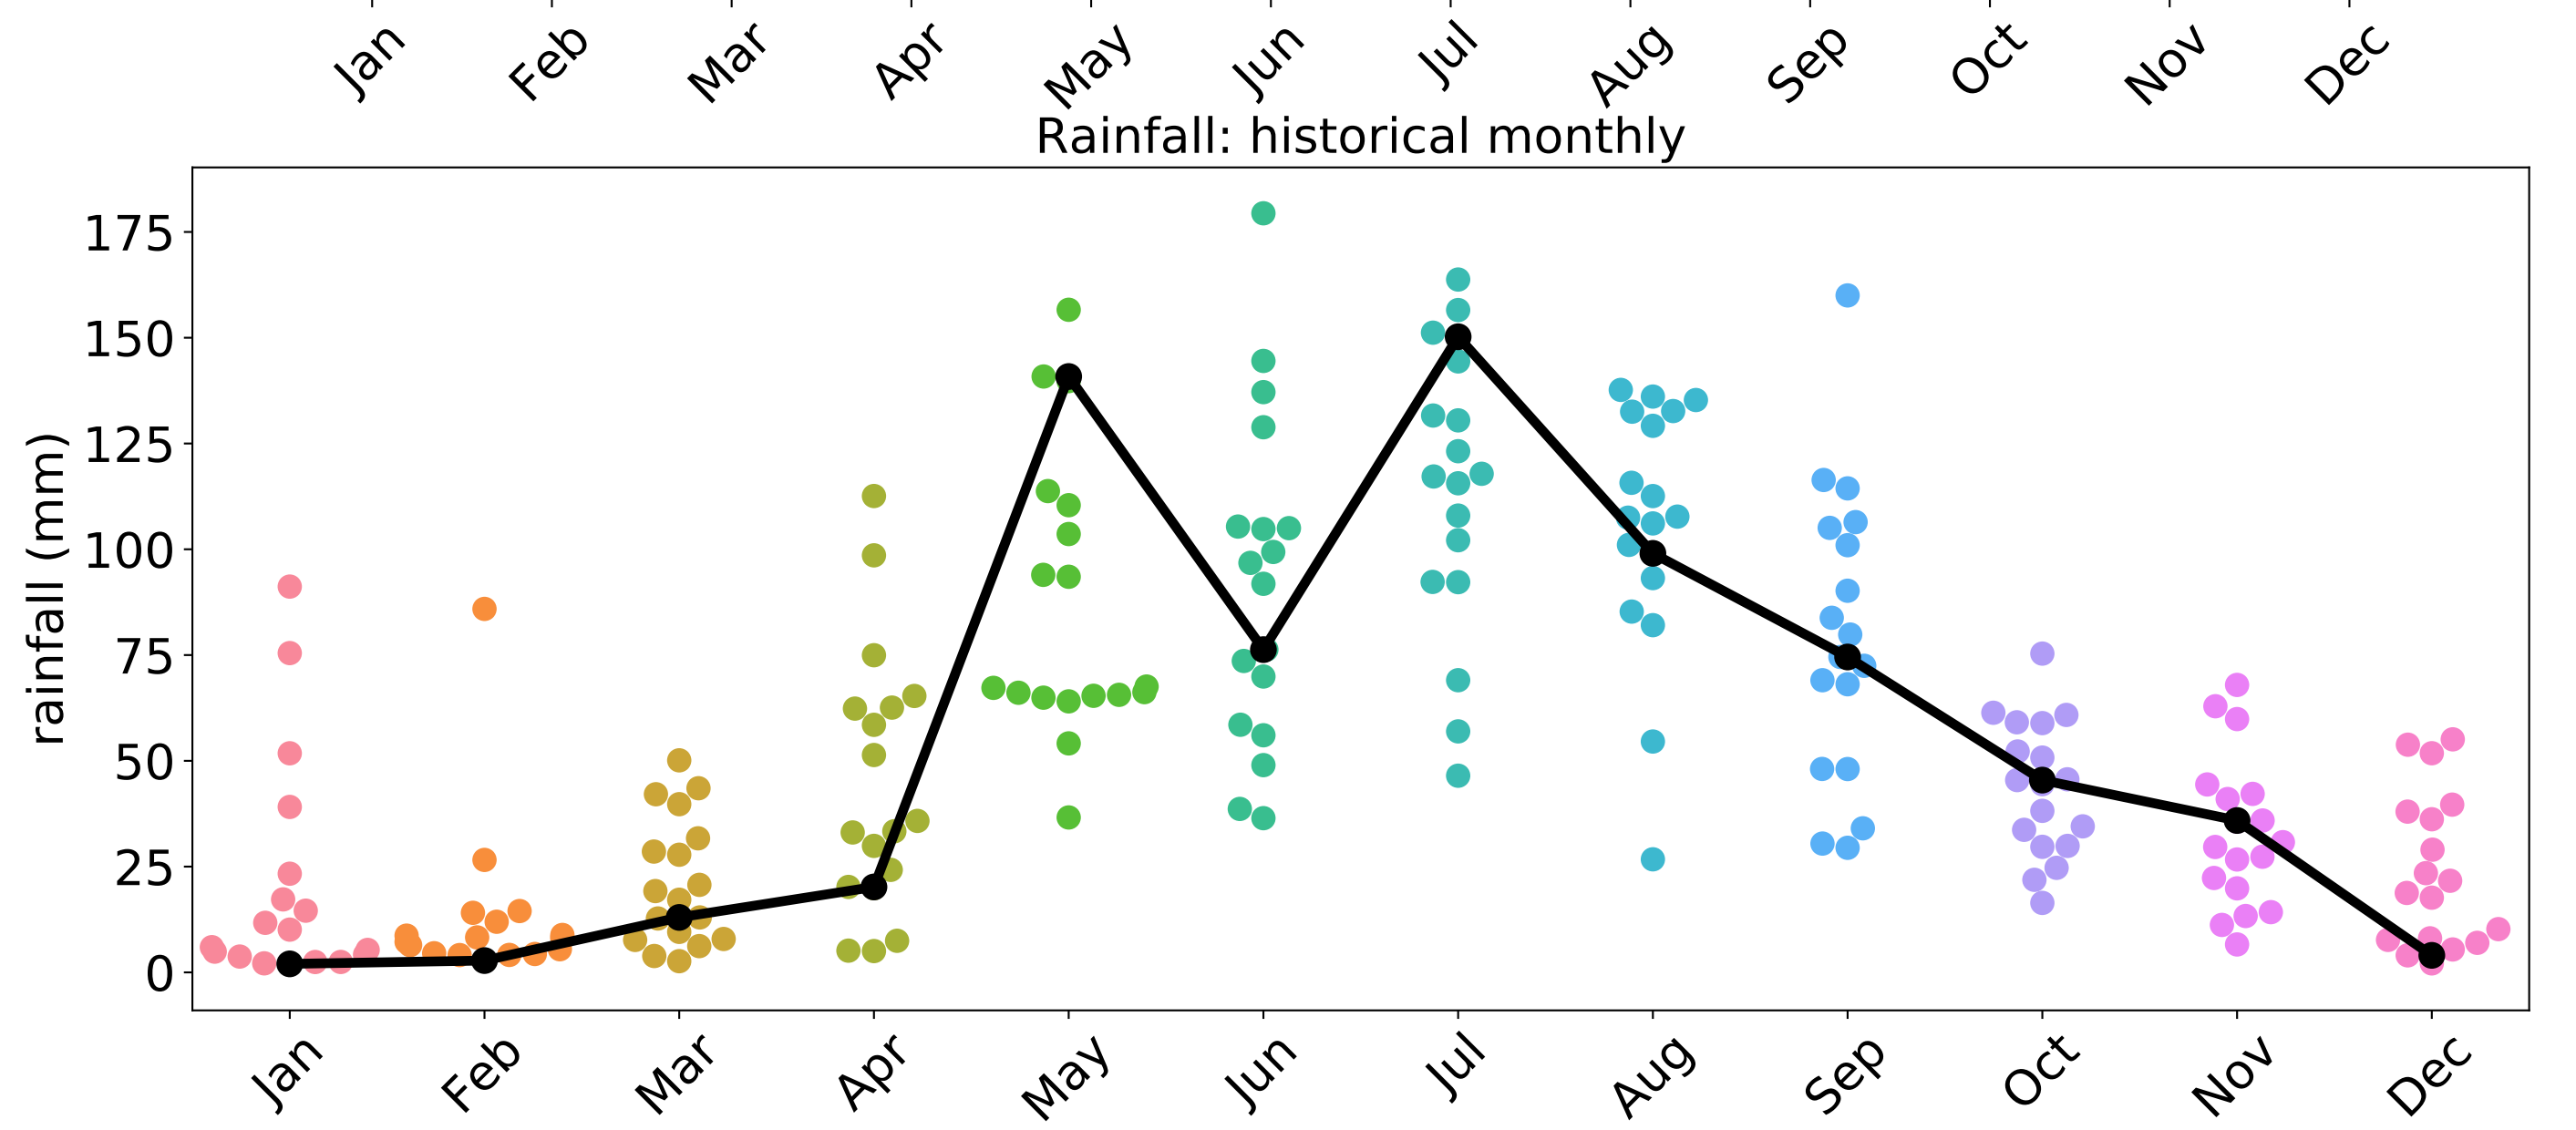 Jan Feb Mar Apr May Jun Jul Aug Sep Oct Nov Dec
Rainfall: historical monthly
rainfall (mm)
175
150
125
100
75
50
25
0
Jan Feb Mar Apr May Jun Jul Aug Sep Oct Nov Dec